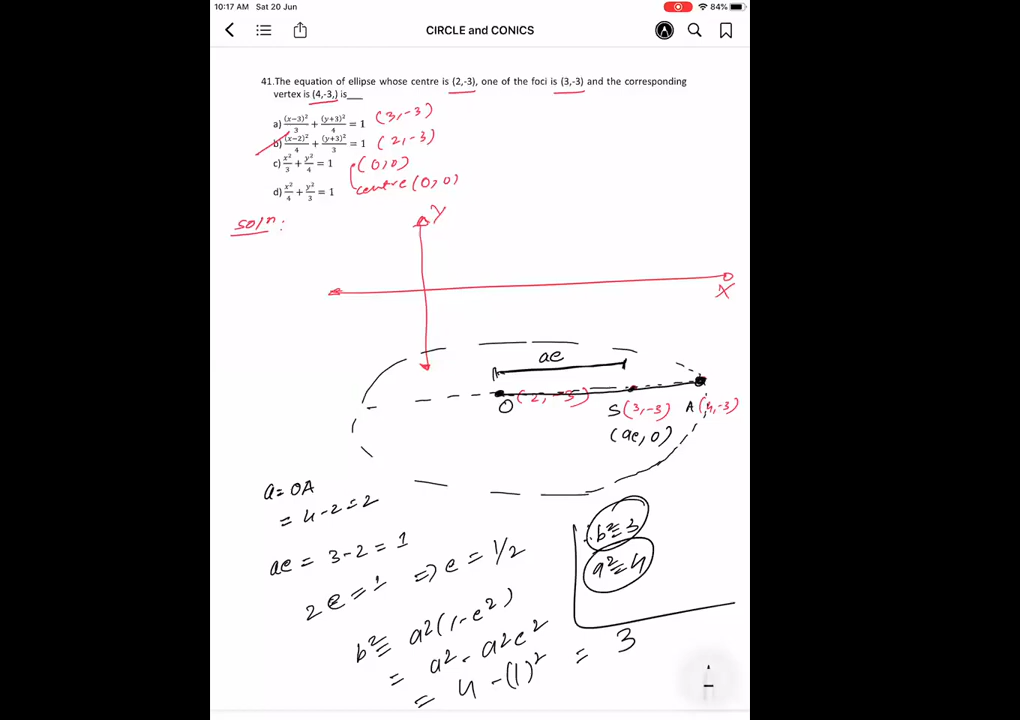 10:17 AM Sat 20 Jun 84%
CIRCLE and CONICS
41.The equation of ellipse whose centre is (2,-3), one of the foci is (3,-3) and the corresponding
vertex is (4,-3,) is___
a) (x−3)²/3 + (y+3)²/4 = 1 (3,-3)
b) (x−2)²/4 + (y+3)²/3 = 1 (2,-3)
c) x²/3 + y²/4 = 1 (0,0)
centre (0,0)
d) x²/4 + y²/3 = 1
Soln:
Y
X
ae
O (2,-3) S (3,-3) A (4,-3)
(ae, 0)
a = OA
= 4-2 = 2
ae = 3-2 = 1
2e = 1 => e = 1/2
b² = a²(1-e²)
= a² - a²e²
= 4 - (1)² = 3
∴ b² = 3
a² = 4